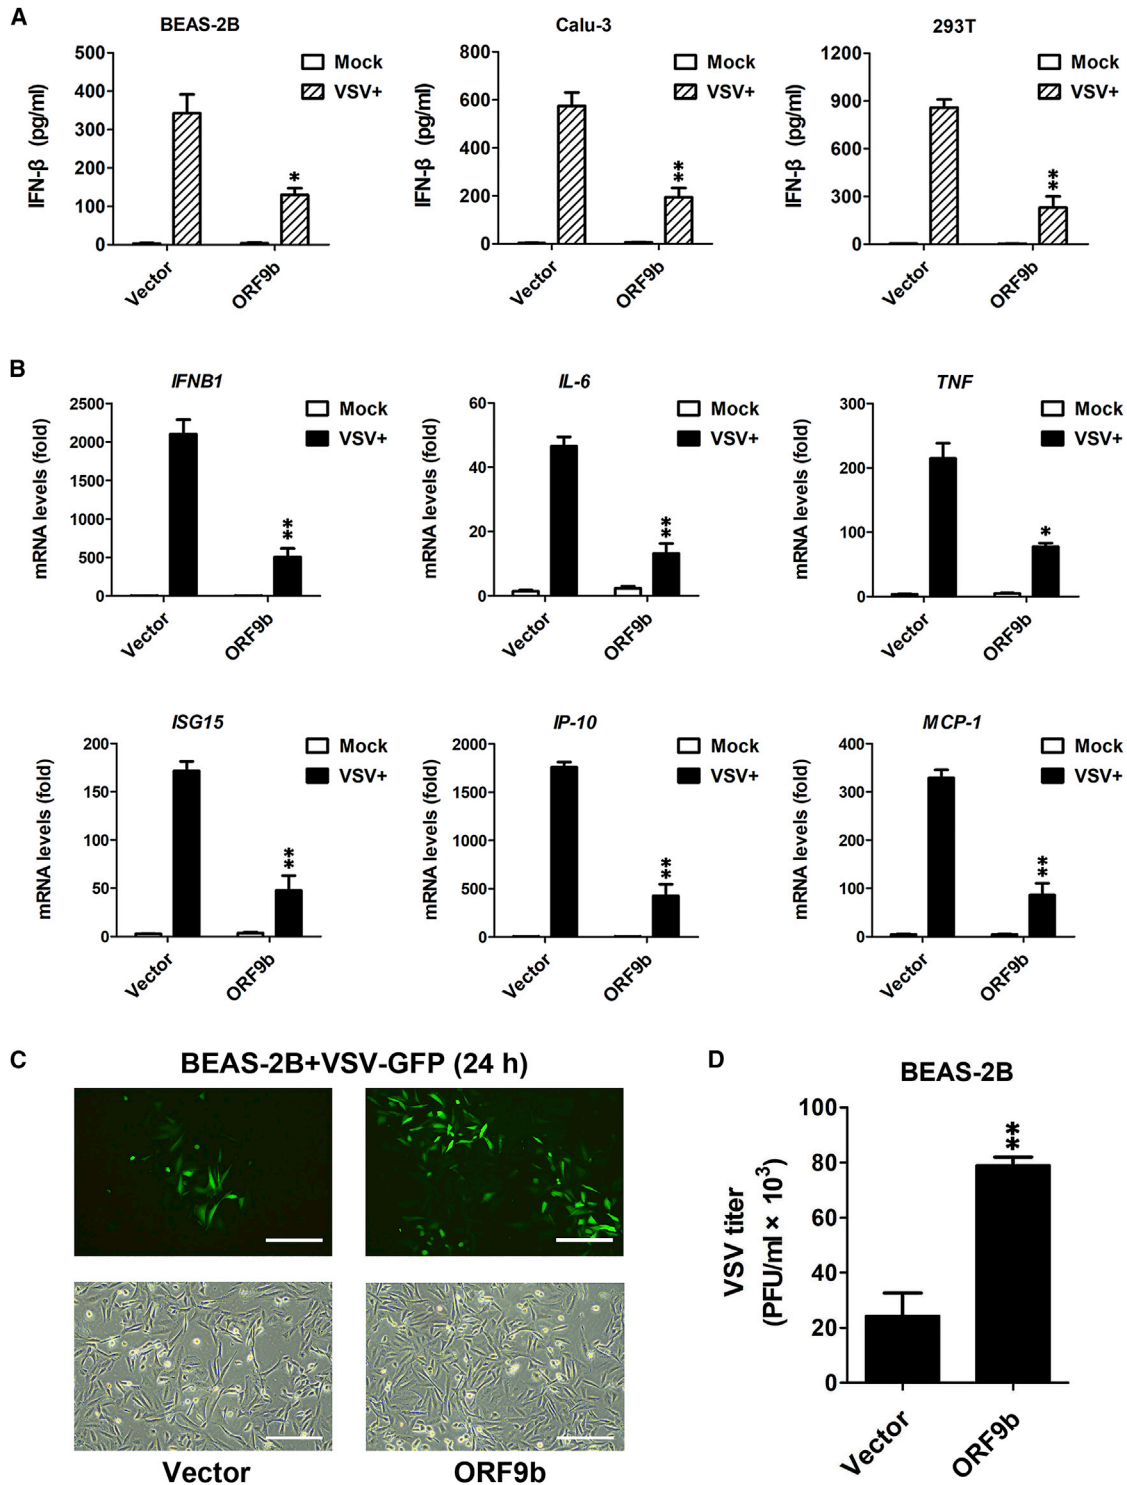 A
BEAS-2B
Calu-3
293T
500
400
300
200
100
0
IFN-β (pg/ml)
Mock
VSV+
*
Vector
ORF9b
800
600
400
200
0
IFN-β (pg/ml)
Mock
VSV+
**
Vector
ORF9b
1200
900
600
300
0
IFN-β (pg/ml)
Mock
VSV+
**
Vector
ORF9b
B
IFNB1
2500
2000
1500
1000
500
0
mRNA levels (fold)
Mock
VSV+
**
Vector
ORF9b
IL-6
60
40
20
0
mRNA levels (fold)
Mock
VSV+
**
Vector
ORF9b
TNF
300
200
100
0
mRNA levels (fold)
Mock
VSV+
*
Vector
ORF9b
ISG15
200
150
100
50
0
mRNA levels (fold)
Mock
VSV+
**
Vector
ORF9b
IP-10
2000
1500
1000
500
0
mRNA levels (fold)
Mock
VSV+
**
Vector
ORF9b
MCP-1
400
300
200
100
0
mRNA levels (fold)
Mock
VSV+
**
Vector
ORF9b
C
BEAS-2B+VSV-GFP (24 h)
Vector
ORF9b
D
BEAS-2B
100
80
60
40
20
0
VSV titer
(PFU/ml × 10³)
**
Vector
ORF9b